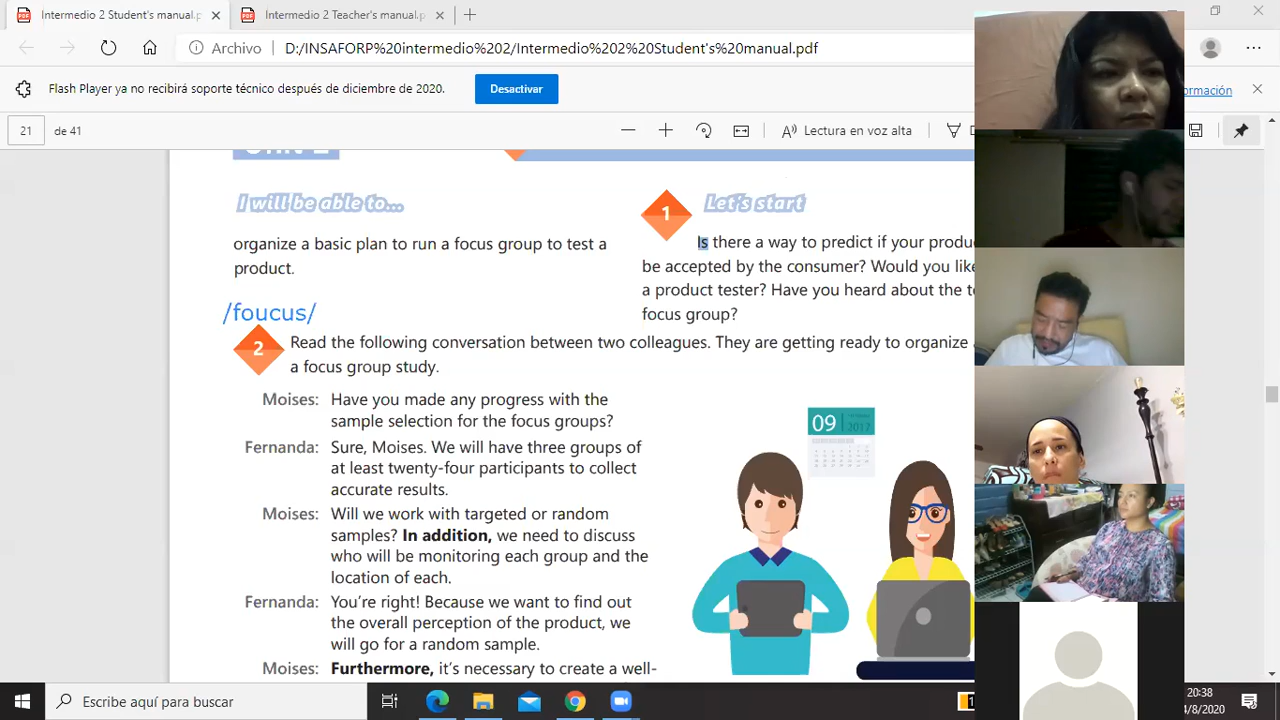 Intermedio 2 Student's manual.p
Intermedio 2 Teacher's manual.p
Archivo
D:/INSAFORP%20intermedio%202/Intermedio%202%20Student's%20manual.pdf
Flash Player ya no recibirá soporte técnico después de diciembre de 2020.
Desactivar
ormación
21 de 41
Lectura en voz alta
I will be able to...
organize a basic plan to run a focus group to test a
product.
/foucus/
1
Let's start
Is there a way to predict if your produc
be accepted by the consumer? Would you like
a product tester? Have you heard about the te
focus group?
2
Read the following conversation between two colleagues. They are getting ready to organize a
a focus group study.
Moises: Have you made any progress with the
sample selection for the focus groups?
Fernanda: Sure, Moises. We will have three groups of
at least twenty-four participants to collect
accurate results.
Moises: Will we work with targeted or random
samples? In addition, we need to discuss
who will be monitoring each group and the
location of each.
Fernanda: You're right! Because we want to find out
the overall perception of the product, we
will go for a random sample.
Moises: Furthermore, it's necessary to create a well-
09
2017
Escribe aquí para buscar
1
20:38
4/8/2020